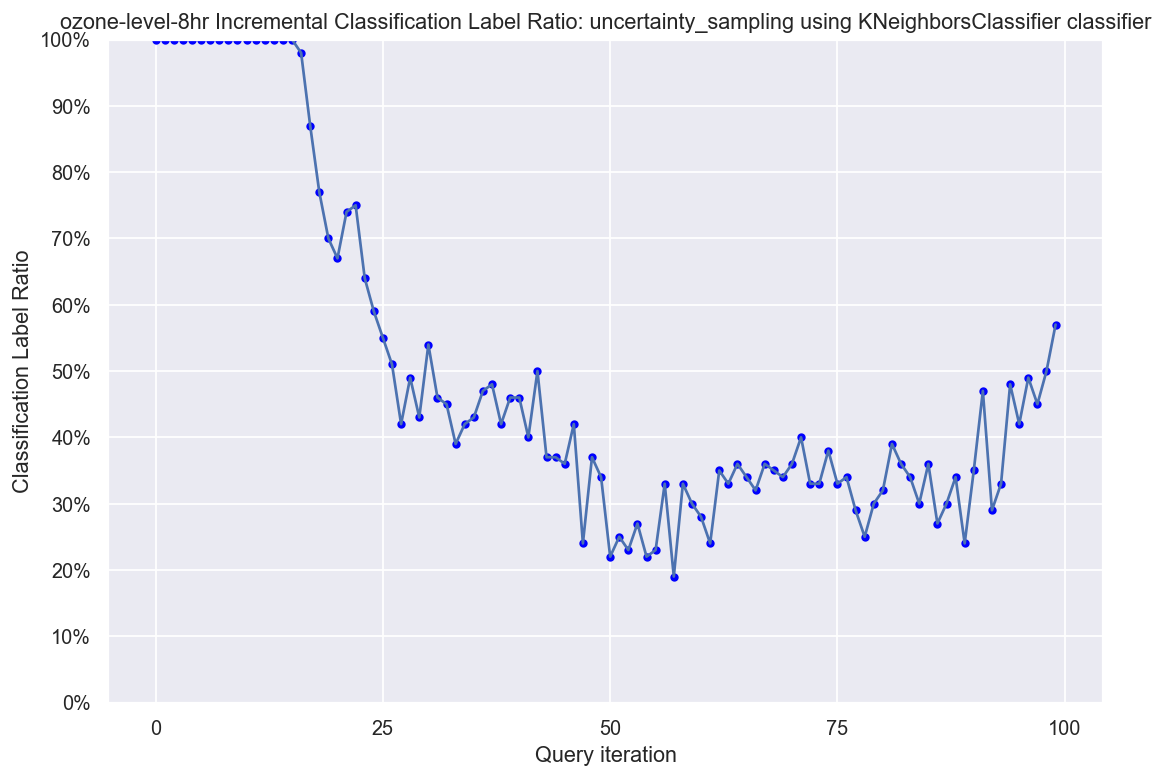 ozone-level-8hr Incremental Classification Label Ratio: uncertainty_sampling using KNeighborsClassifier classifier
100%
90%
80%
70%
60%
50%
40%
30%
20%
10%
0%
Classification Label Ratio
0 25 50 75 100
Query iteration